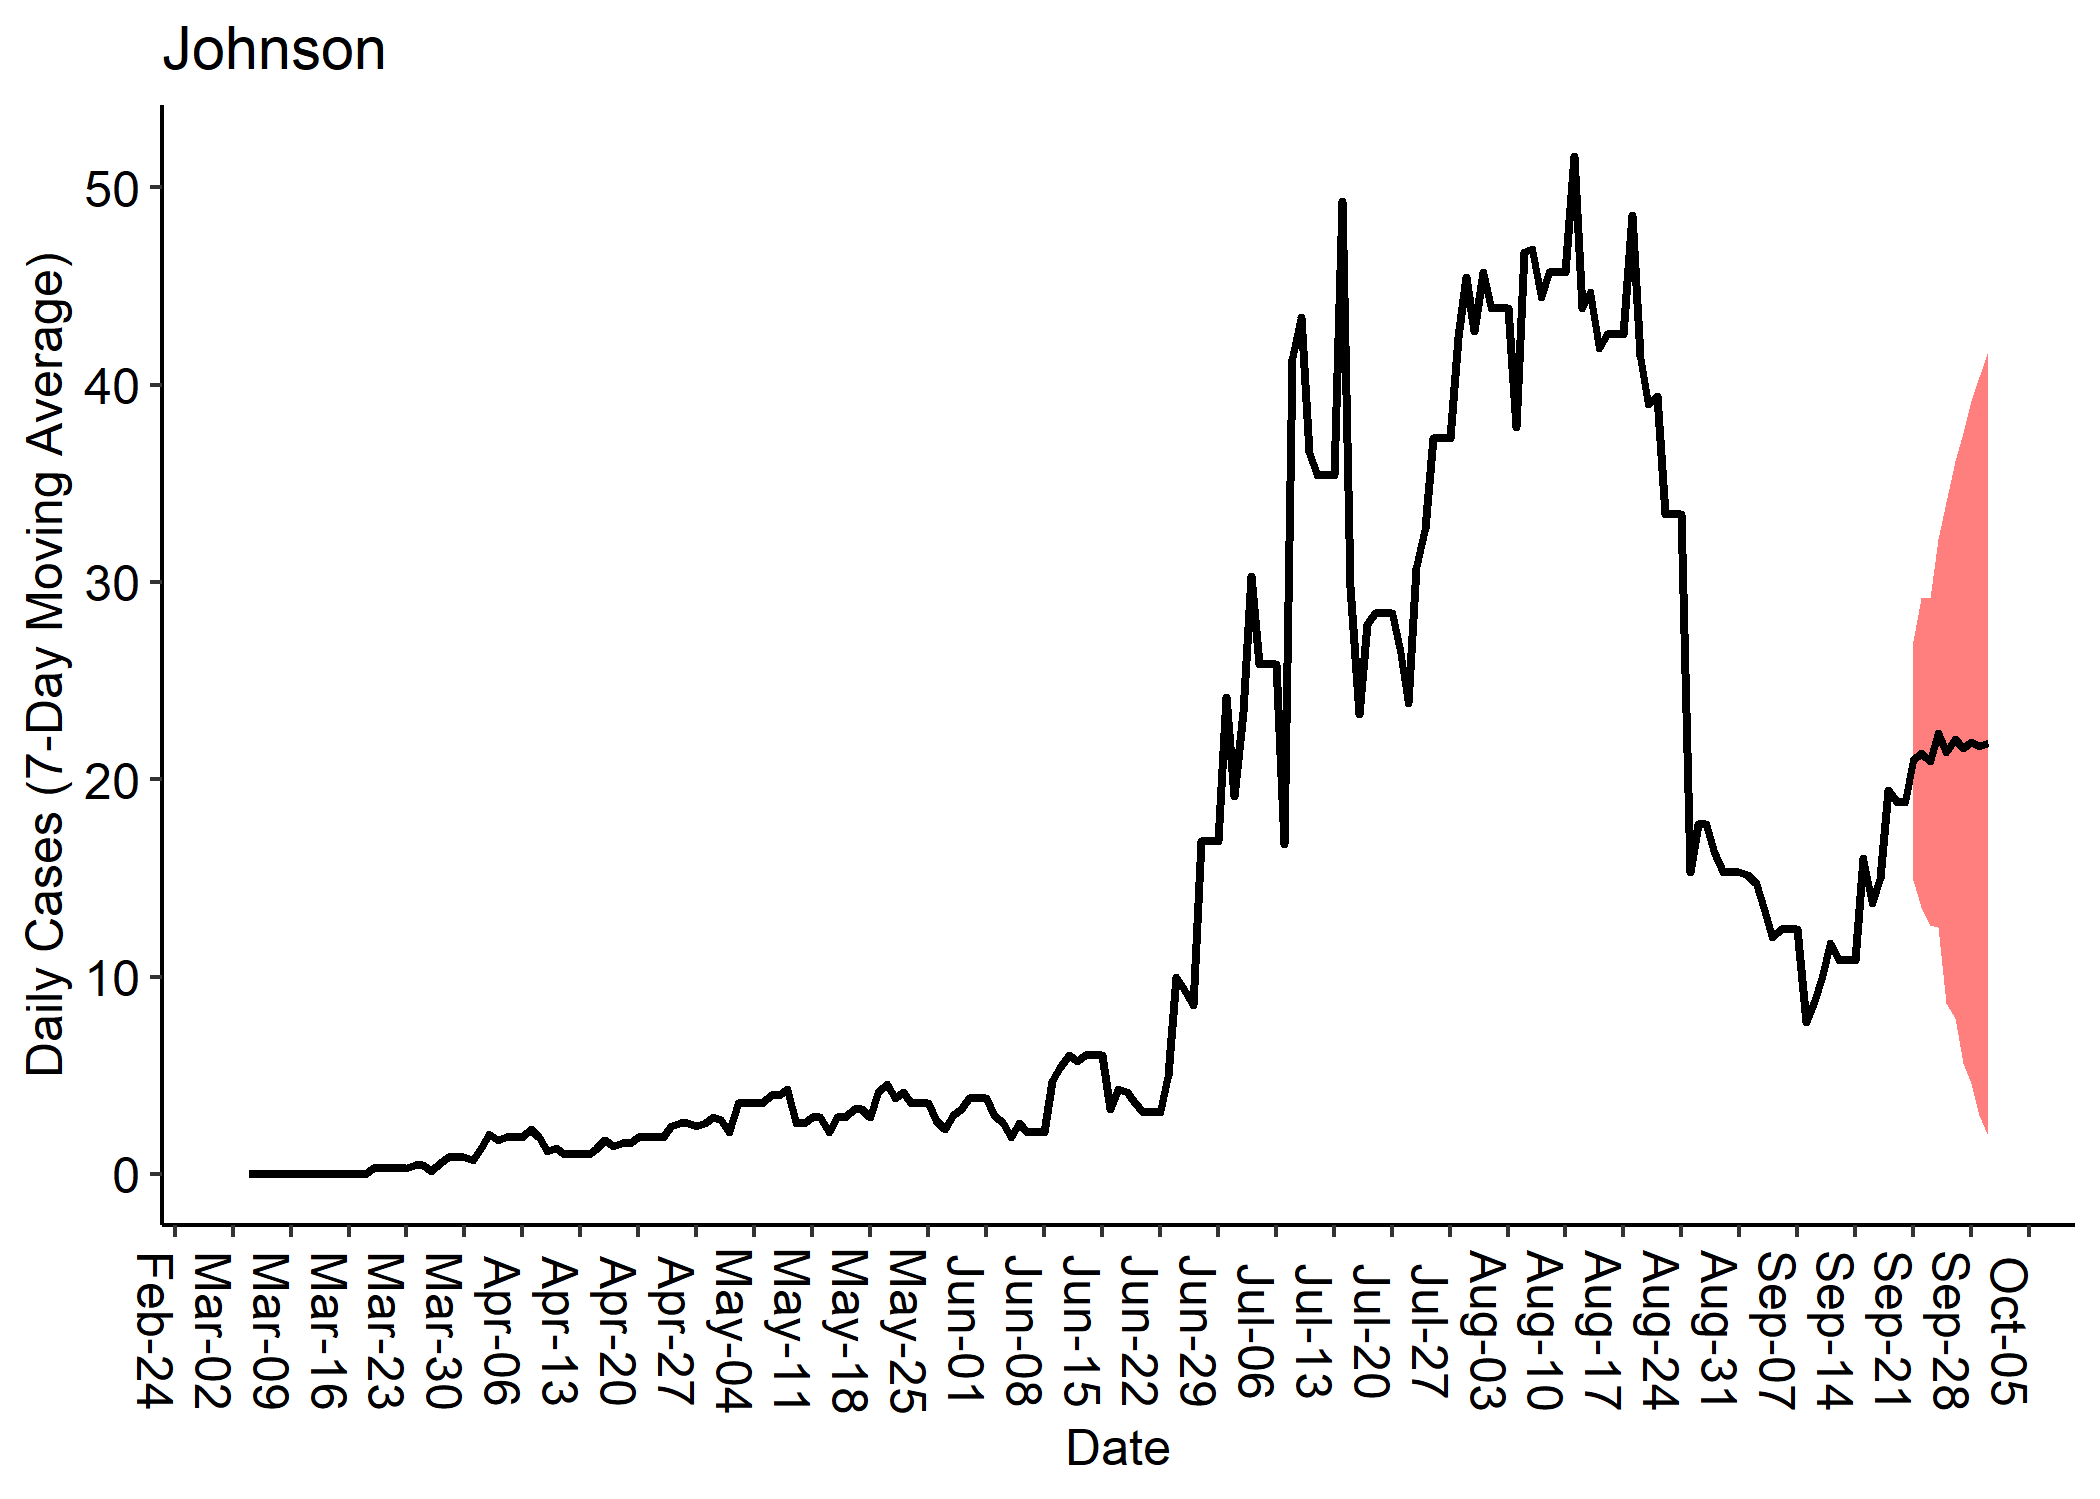 Johnson
Daily Cases (7-Day Moving Average)
50
40
30
20
10
0
Feb-24
Mar-02
Mar-09
Mar-16
Mar-23
Mar-30
Apr-06
Apr-13
Apr-20
Apr-27
May-04
May-11
May-18
May-25
Jun-01
Jun-08
Jun-15
Jun-22
Jun-29
Jul-06
Jul-13
Jul-20
Jul-27
Aug-03
Aug-10
Aug-17
Aug-24
Aug-31
Sep-07
Sep-14
Sep-21
Sep-28
Oct-05
Date